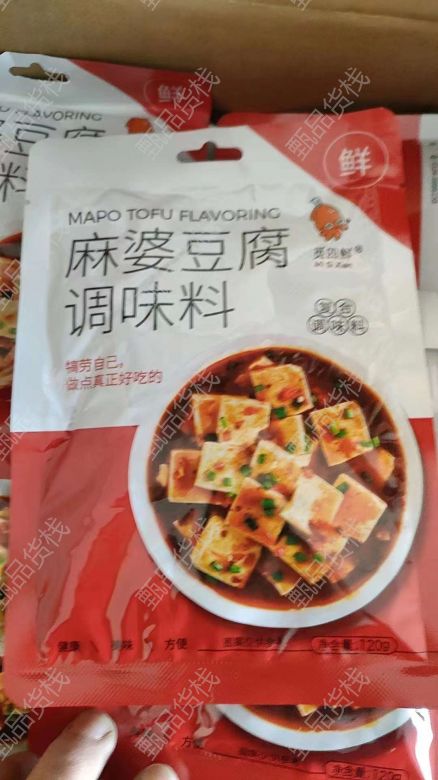 MAPO TOFU FLAVORING
麻婆豆腐
调味料
鲜
犒劳自己，
做点真正好吃的
复合
调味料
健康 美味 方便
净含量:120g
甄品货栈